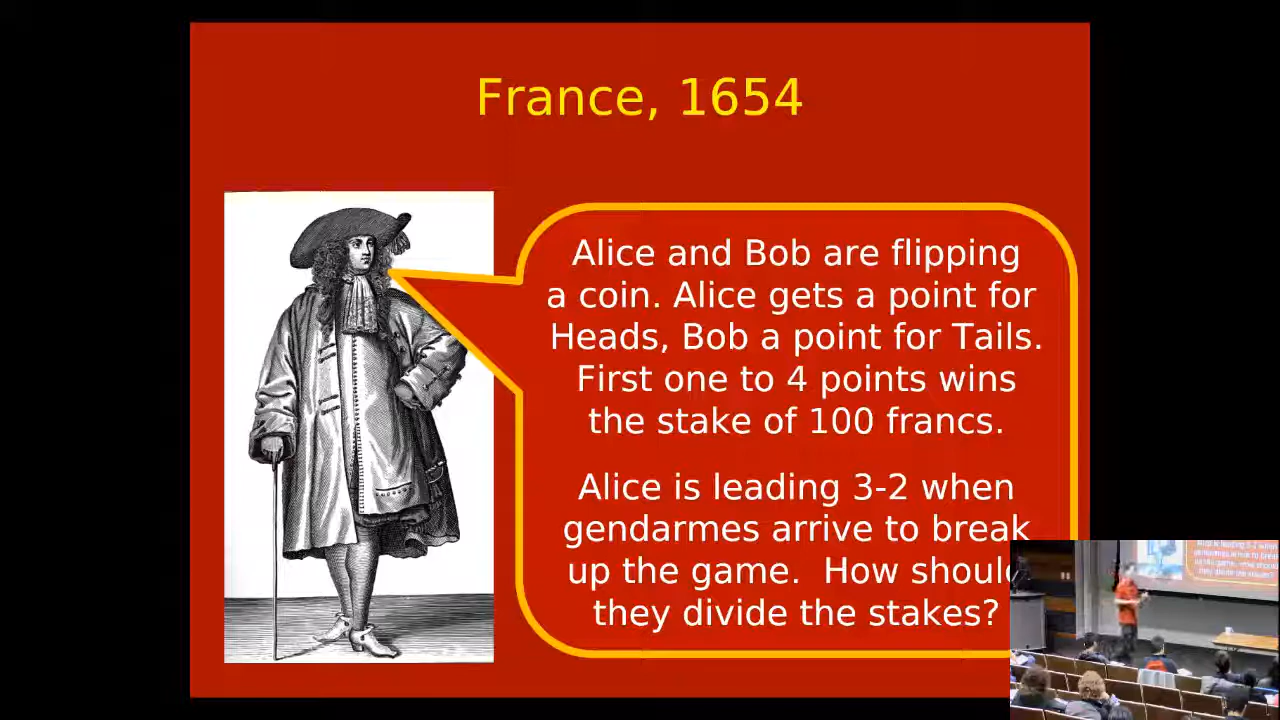 France, 1654
Alice and Bob are flipping
a coin. Alice gets a point for
Heads, Bob a point for Tails.
First one to 4 points wins
the stake of 100 francs.
Alice is leading 3-2 when
gendarmes arrive to break
up the game. How should
they divide the stakes?